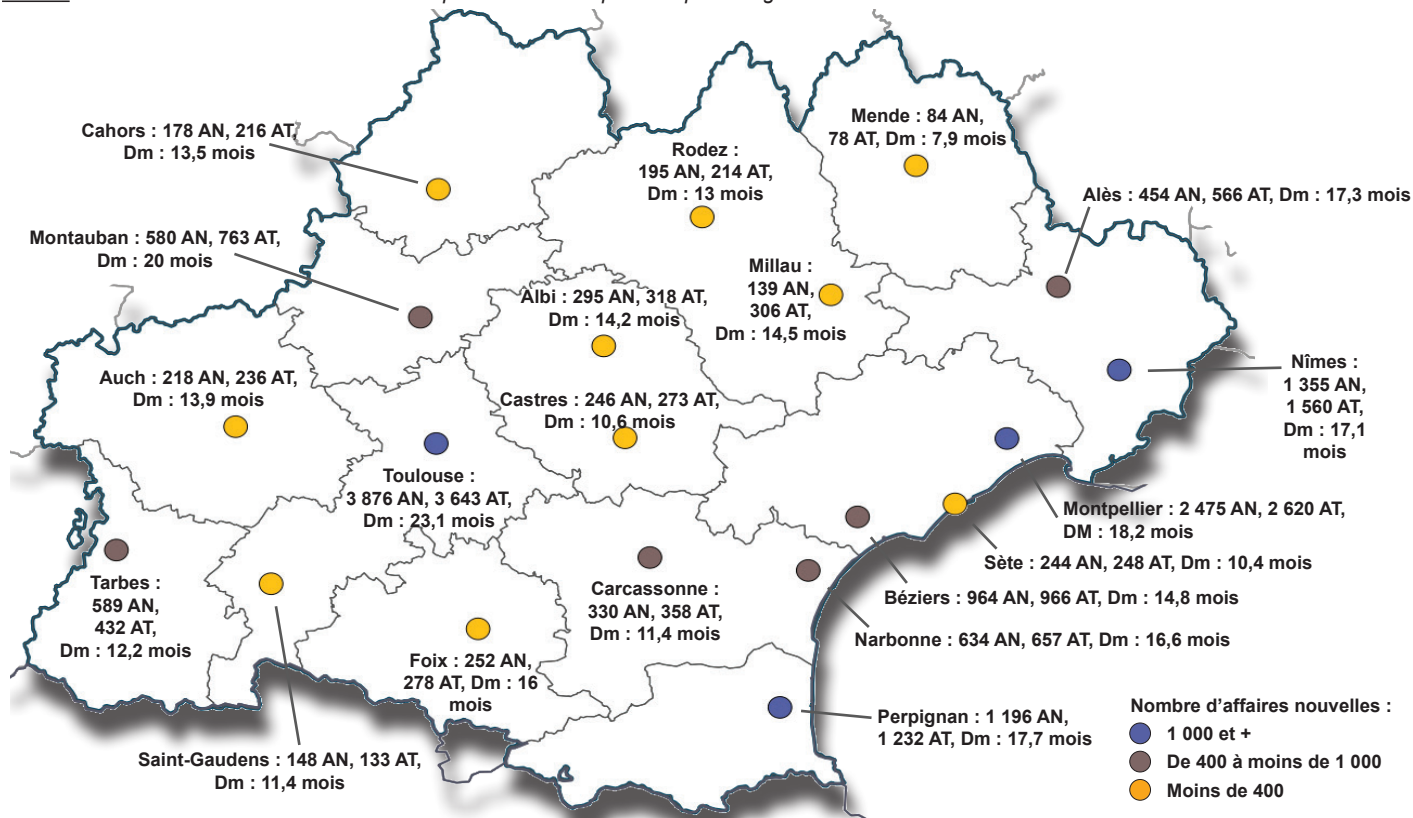 Cahors : 178 AN, 216 AT,
Dm : 13,5 mois
Rodez :
195 AN, 214 AT,
Dm : 13 mois
Mende : 84 AN,
78 AT, Dm : 7,9 mois
Alès : 454 AN, 566 AT, Dm : 17,3 mois
Montauban : 580 AN, 763 AT,
Dm : 20 mois
Albi : 295 AN, 318 AT,
Dm : 14,2 mois
Millau :
139 AN,
306 AT,
Dm : 14,5 mois
Auch : 218 AN, 236 AT,
Dm : 13,9 mois
Castres : 246 AN, 273 AT,
Dm : 10,6 mois
Nîmes :
1 355 AN,
1 560 AT,
Dm : 17,1
mois
Toulouse :
3 876 AN, 3 643 AT,
Dm : 23,1 mois
Montpellier : 2 475 AN, 2 620 AT,
DM : 18,2 mois
Sète : 244 AN, 248 AT, Dm : 10,4 mois
Béziers : 964 AN, 966 AT, Dm : 14,8 mois
Narbonne : 634 AN, 657 AT, Dm : 16,6 mois
Tarbes :
589 AN,
432 AT,
Dm : 12,2 mois
Carcassonne :
330 AN, 358 AT,
Dm : 11,4 mois
Foix : 252 AN,
278 AT, Dm : 16
mois
Saint-Gaudens : 148 AN, 133 AT,
Dm : 11,4 mois
Perpignan : 1 196 AN,
1 232 AT, Dm : 17,7 mois
Nombre d'affaires nouvelles :
1 000 et +
De 400 à moins de 1 000
Moins de 400